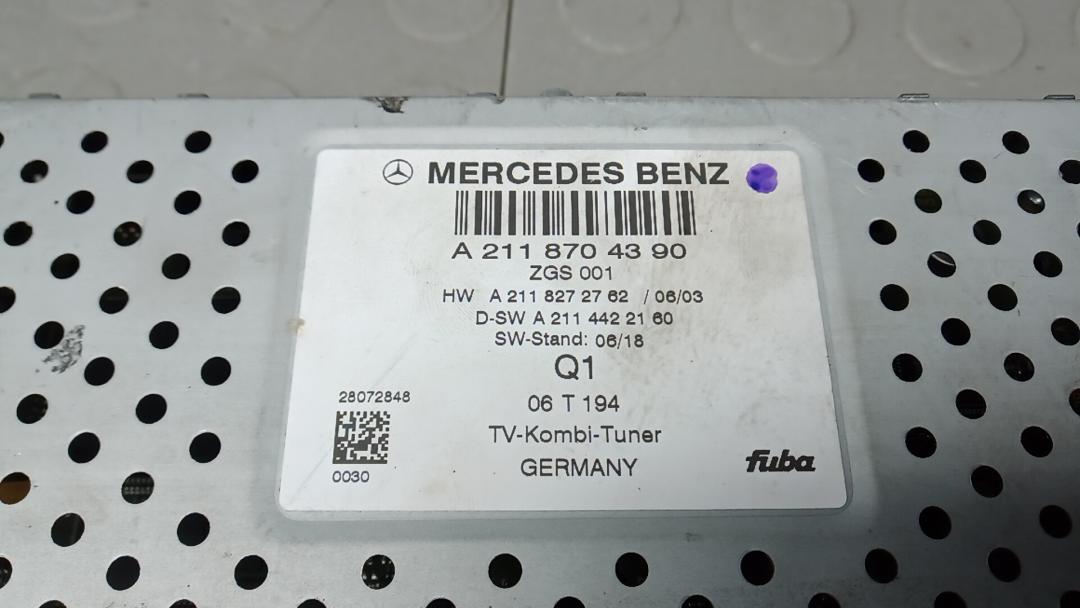 MERCEDES BENZ
A 211 870 43 90
ZGS 001
HW A 211 827 27 62 / 06/03
D-SW A 211 442 21 60
SW-Stand: 06/18
Q1
28072848
06 T 194
TV-Kombi-Tuner
0030
GERMANY
fuba